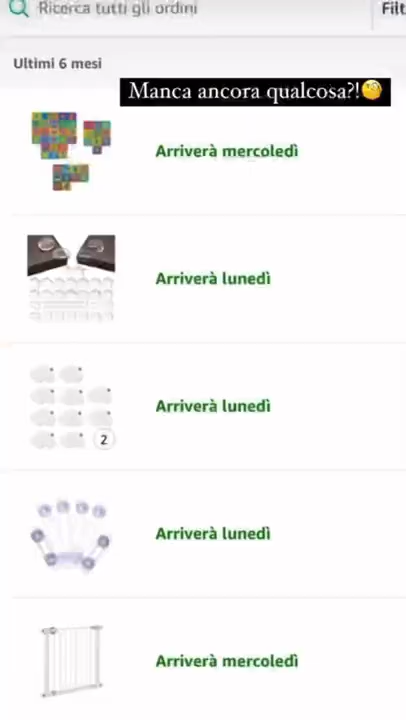 Ricerca tutti gli ordini
Filt
Ultimi 6 mesi
Manca ancora qualcosa?!🧐
Arriverà mercoledì
Arriverà lunedì
Arriverà lunedì
2
Arriverà lunedì
Arriverà mercoledì